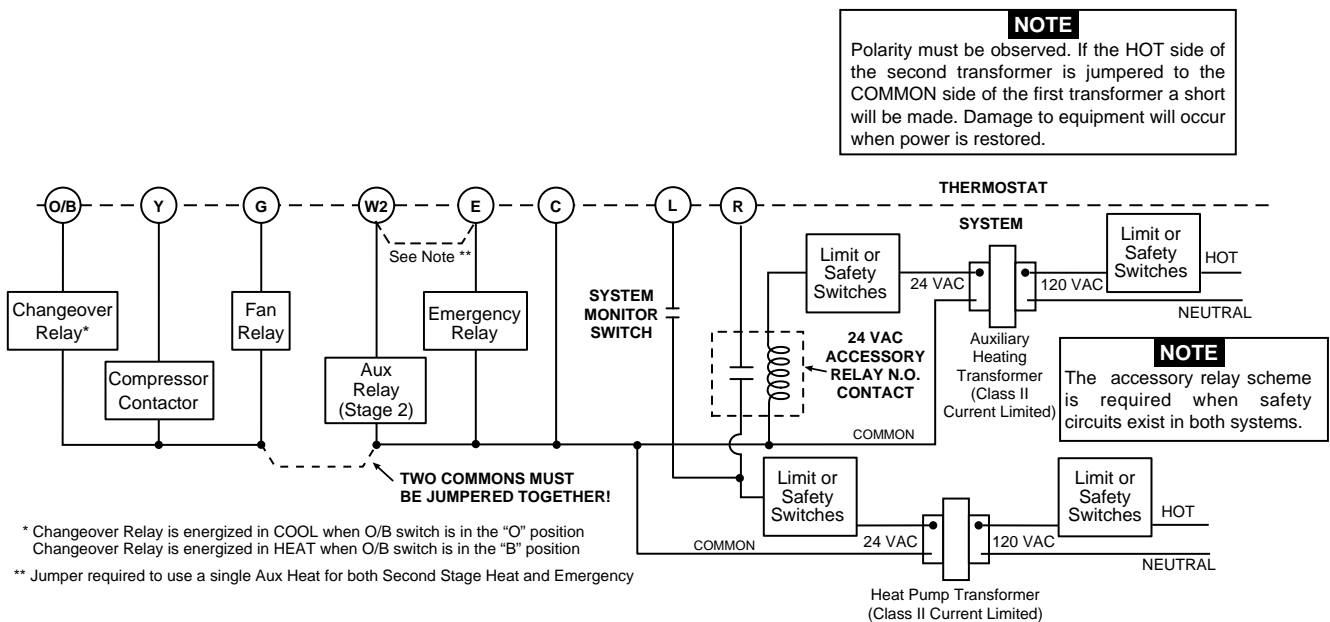 NOTE
Polarity must be observed. If the HOT side of
the second transformer is jumpered to the
COMMON side of the first transformer a short
will be made. Damage to equipment will occur
when power is restored.
THERMOSTAT
O/B
Y
G
W2
E
C
L
R
SYSTEM
See Note **
Changeover
Relay*
Compressor
Contactor
Fan
Relay
Aux
Relay
(Stage 2)
Emergency
Relay
SYSTEM
MONITOR
SWITCH
24 VAC
ACCESSORY
RELAY N.O.
CONTACT
Limit or
Safety
Switches
24 VAC
120 VAC
Limit or
Safety
Switches
HOT
NEUTRAL
Auxiliary
Heating
Transformer
(Class II
Current Limited)
NOTE
The accessory relay scheme
is required when safety
circuits exist in both systems.
COMMON
TWO COMMONS MUST
BE JUMPERED TOGETHER!
Limit or
Safety
Switches
24 VAC
120 VAC
Limit or
Safety
Switches
HOT
NEUTRAL
COMMON
Heat Pump Transformer
(Class II Current Limited)
* Changeover Relay is energized in COOL when O/B switch is in the “O” position
Changeover Relay is energized in HEAT when O/B switch is in the “B” position
** Jumper required to use a single Aux Heat for both Second Stage Heat and Emergency